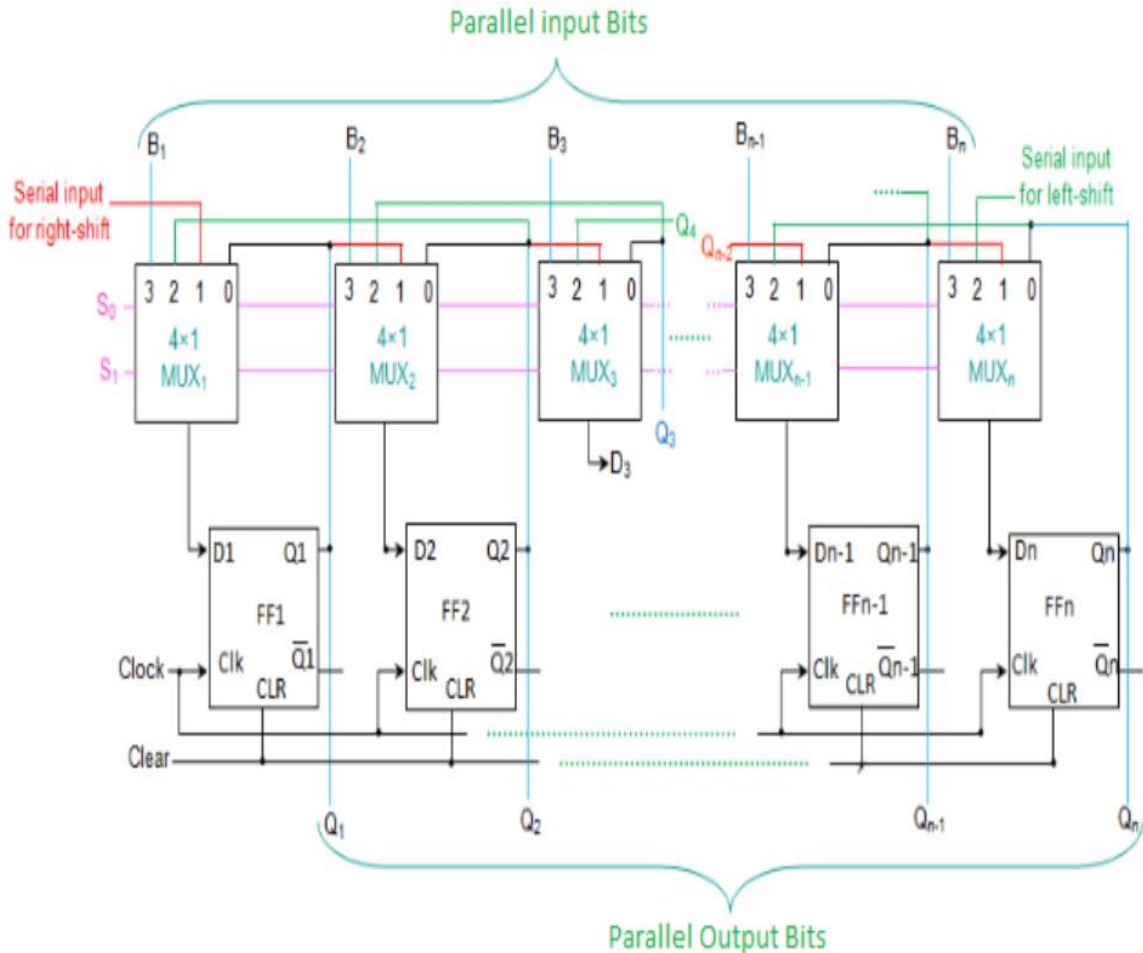 Parallel input Bits
B₁ B₂ B₃ Bₙ₋₁ Bₙ
Serial input
for right-shift
Serial input
for left-shift
Q₄ Qₙ₋₂
3 2 1 0 3 2 1 0 3 2 1 0 3 2 1 0 3 2 1 0
S₀
4×1 4×1 4×1 4×1 4×1
S₁
MUX₁ MUX₂ MUX₃ MUXₙ₋₁ MUXₙ
Q₃
D₃
D1 Q1 D2 Q2 Dn-1 Qn-1 Dn Qn
FF1 FF2 FFn-1 FFn
Clock Clk Q̅1 Clk Q̅2 Clk Q̅n-1 Clk Q̅n
CLR CLR CLR CLR
Clear
Q₁ Q₂ Qₙ₋₁ Qₙ
Parallel Output Bits